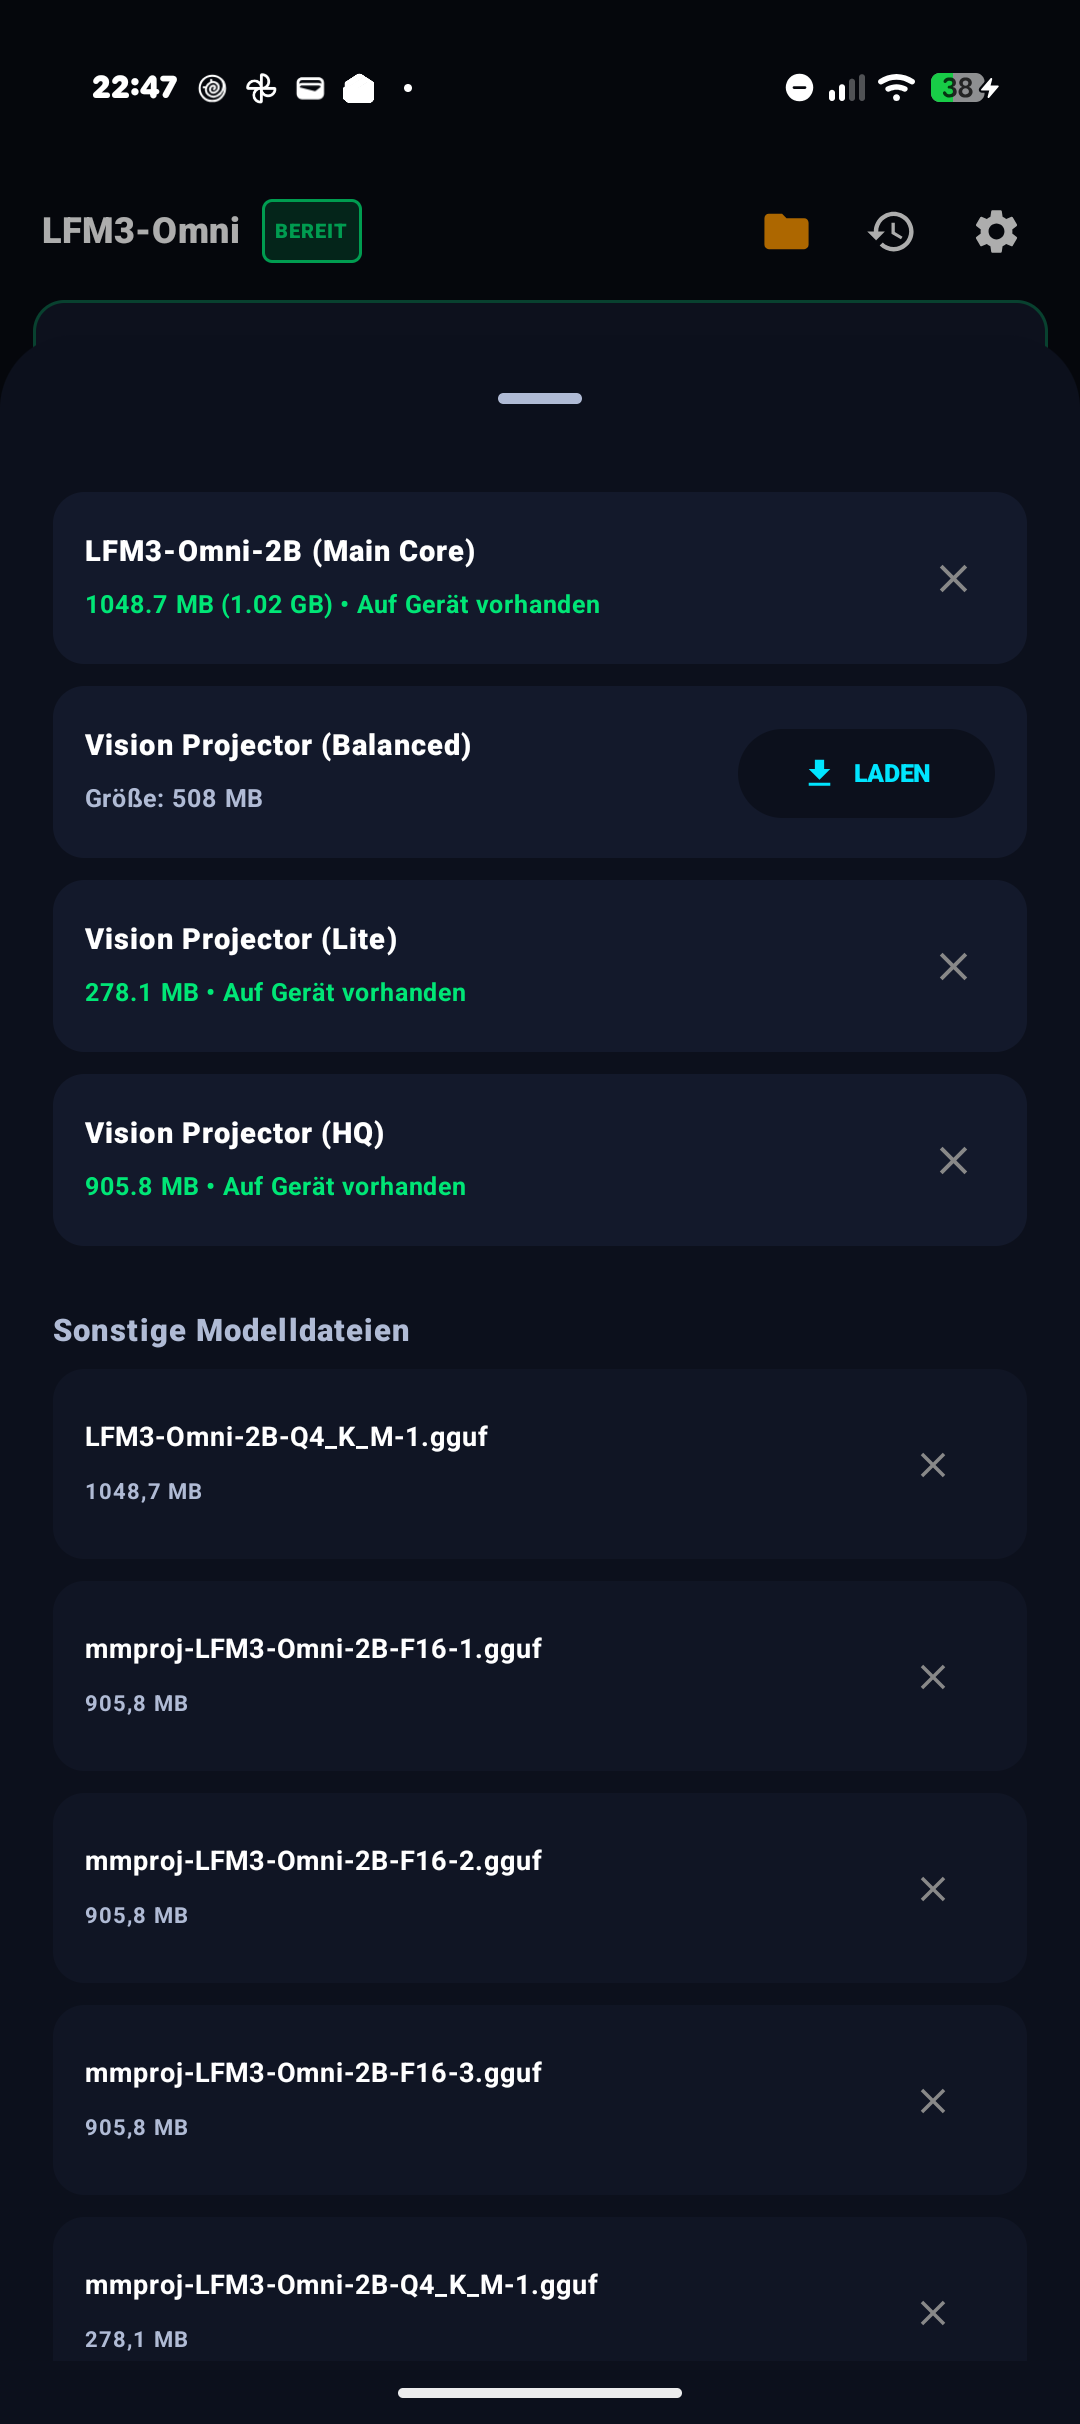 22:47
38
LFM3-Omni BEREIT
LFM3-Omni-2B (Main Core)
1048.7 MB (1.02 GB) • Auf Gerät vorhanden
Vision Projector (Balanced)
Größe: 508 MB
LADEN
Vision Projector (Lite)
278.1 MB • Auf Gerät vorhanden
Vision Projector (HQ)
905.8 MB • Auf Gerät vorhanden
Sonstige Modelldateien
LFM3-Omni-2B-Q4_K_M-1.gguf
1048,7 MB
mmproj-LFM3-Omni-2B-F16-1.gguf
905,8 MB
mmproj-LFM3-Omni-2B-F16-2.gguf
905,8 MB
mmproj-LFM3-Omni-2B-F16-3.gguf
905,8 MB
mmproj-LFM3-Omni-2B-Q4_K_M-1.gguf
278,1 MB